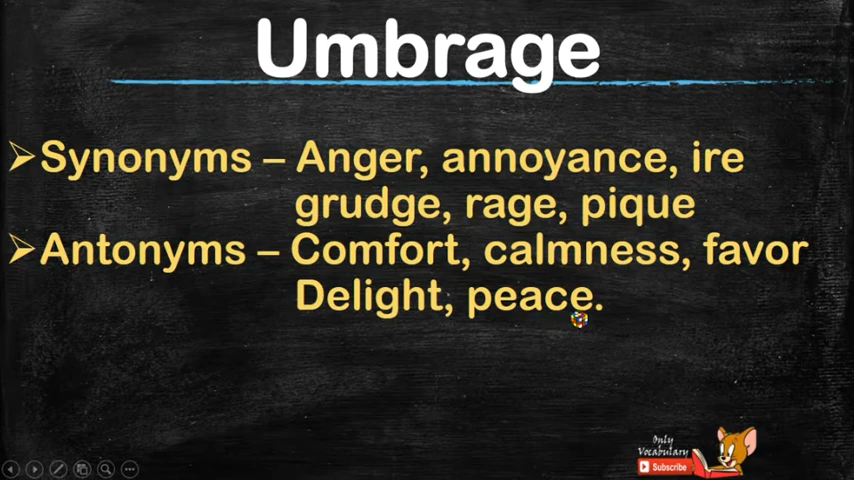 Umbrage
➢Synonyms – Anger, annoyance, ire
grudge, rage, pique
➢Antonyms – Comfort, calmness, favor
Delight, peace.
Only
Vocabulary
Subscribe